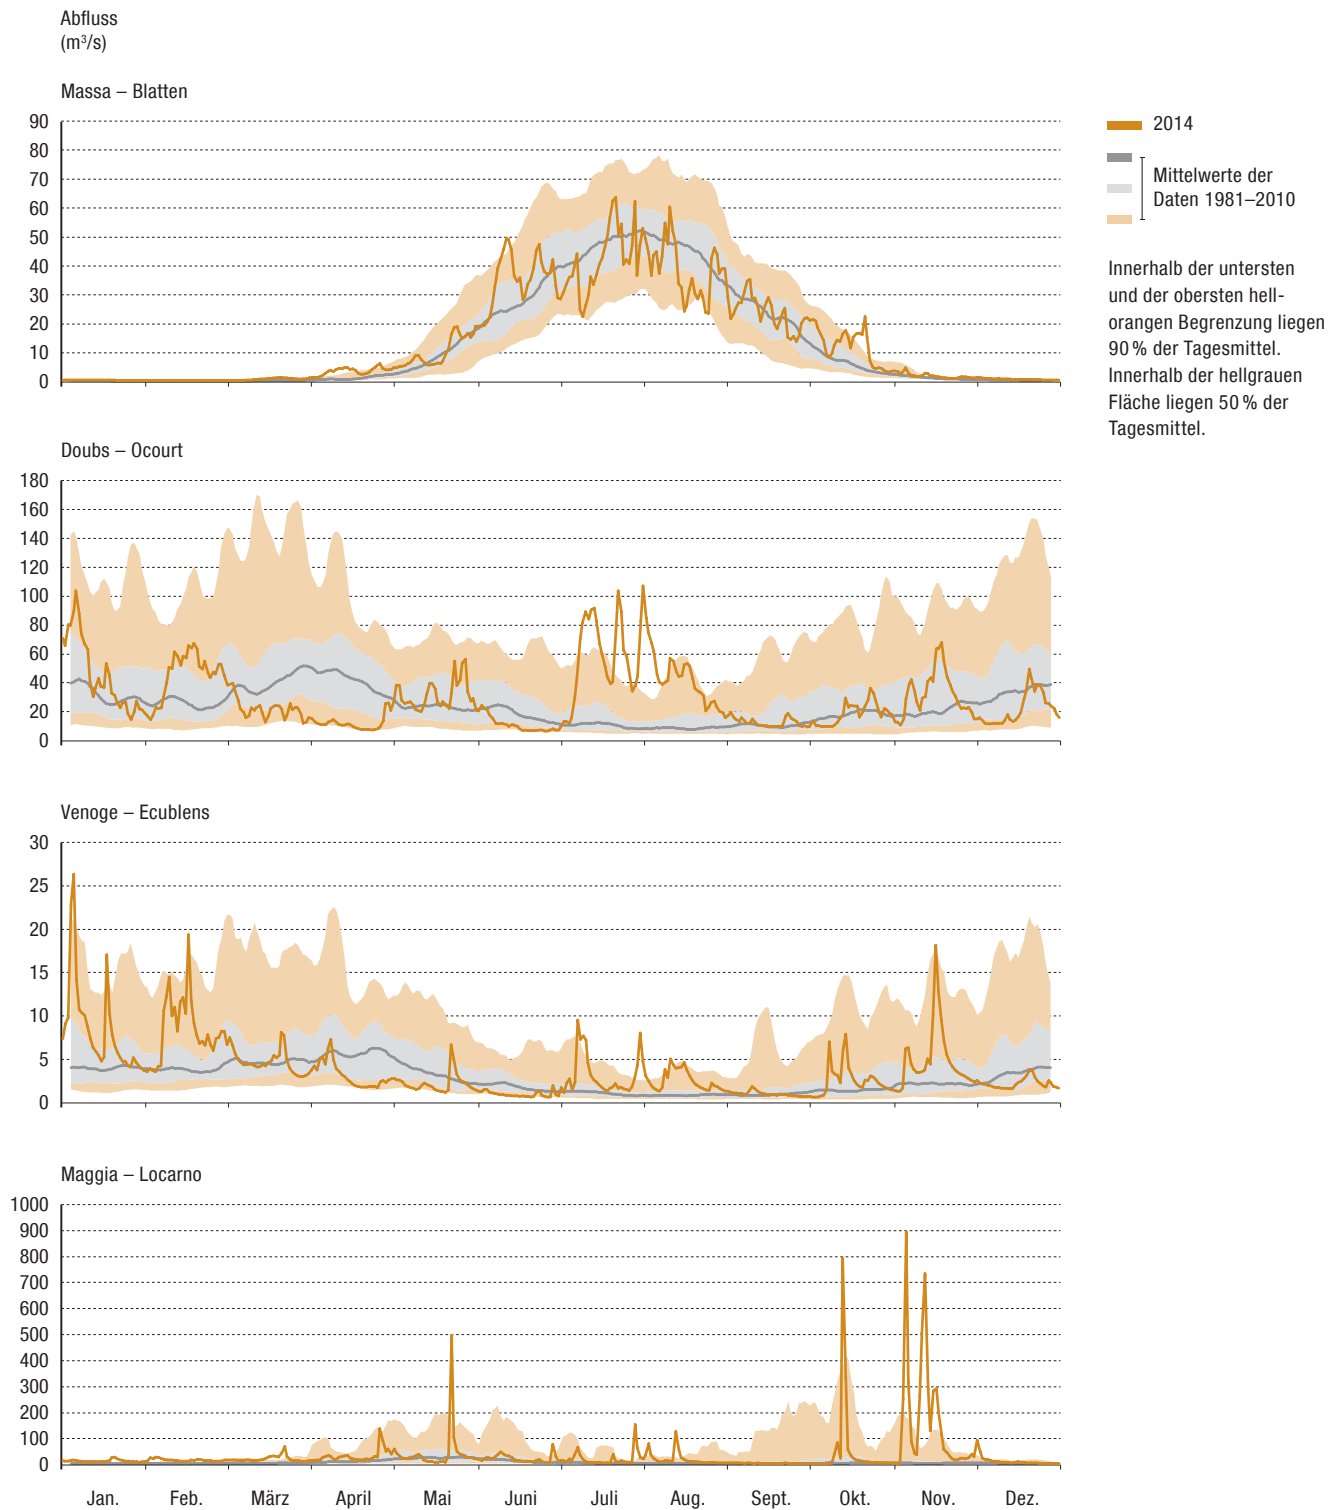 Abfluss
(m³/s)
Massa – Blatten
90
80
70
60
50
40
30
20
10
0
2014
Mittelwerte der
Daten 1981–2010
Innerhalb der untersten
und der obersten hell-
orangen Begrenzung liegen
90 % der Tagesmittel.
Innerhalb der hellgrauen
Fläche liegen 50 % der
Tagesmittel.
Doubs – Ocourt
180
160
140
120
100
80
60
40
20
0
Venoge – Ecublens
30
25
20
15
10
5
0
Maggia – Locarno
1000
900
800
700
600
500
400
300
200
100
0
Jan. Feb. März April Mai Juni Juli Aug. Sept. Okt. Nov. Dez.